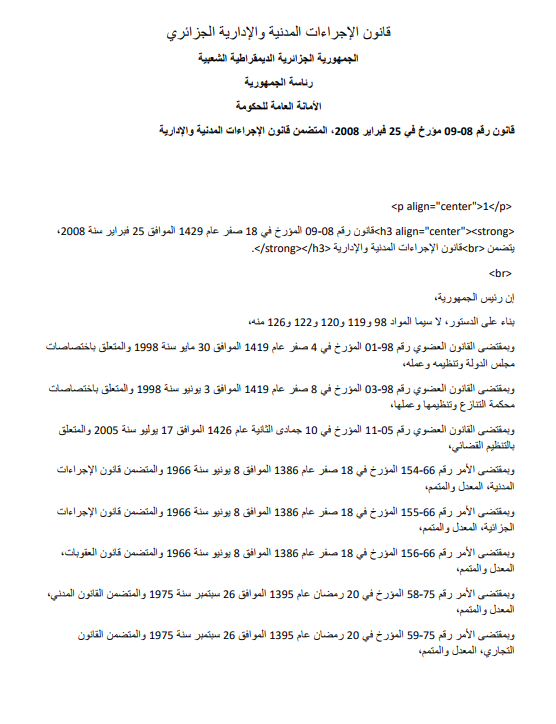 قانون الإجراءات المدنية والإدارية الجزائري
الجمهورية الجزائرية الديمقراطية الشعبية
رئاسة الجمهورية
الأمانة العامة للحكومة
قانون رقم 08-09 مؤرخ في 25 فبراير 2008، المتضمن قانون الإجراءات المدنية والإدارية
<p align="center">1</p>
<h3 align="center"><strong>قانون رقم 08-09 المؤرخ في 18 صفر عام 1429 الموافق 25 فبراير سنة 2008،
يتضمن <br>قانون الإجراءات المدنية والإدارية <h3/><strong/>.
<br>
إن رئيس الجمهورية،
بناء على الدستور، لا سيما المواد 98 و119 و120 و122 و126 منه،
وبمقتضى القانون العضوي رقم 98-01 المؤرخ في 4 صفر عام 1419 الموافق 30 مايو سنة 1998 والمتعلق باختصاصات
مجلس الدولة وتنظيمه وعمله،
وبمقتضى القانون العضوي رقم 98-03 المؤرخ في 8 صفر عام 1419 الموافق 3 يونيو سنة 1998 والمتعلق باختصاصات
محكمة التنازع وتنظيمها وعملها،
وبمقتضى القانون العضوي رقم 05-11 المؤرخ في 10 جمادى الثانية عام 1426 الموافق 17 يوليو سنة 2005 والمتعلق
بالتنظيم القضائي،
وبمقتضى الأمر رقم 66-154 المؤرخ في 18 صفر عام 1386 الموافق 8 يونيو سنة 1966 والمتضمن قانون الإجراءات
المدنية، المعدل والمتمم،
وبمقتضى الأمر رقم 66-155 المؤرخ في 18 صفر عام 1386 الموافق 8 يونيو سنة 1966 والمتضمن قانون الإجراءات
الجزائية، المعدل والمتمم،
وبمقتضى الأمر رقم 66-156 المؤرخ في 18 صفر عام 1386 الموافق 8 يونيو سنة 1966 والمتضمن قانون العقوبات،
المعدل والمتمم،
وبمقتضى الأمر رقم 75-58 المؤرخ في 20 رمضان عام 1395 الموافق 26 سبتمبر سنة 1975 والمتضمن القانون المدني،
المعدل والمتمم،
وبمقتضى الأمر رقم 75-59 المؤرخ في 20 رمضان عام 1395 الموافق 26 سبتمبر سنة 1975 والمتضمن القانون
التجاري، المعدل والمتمم،